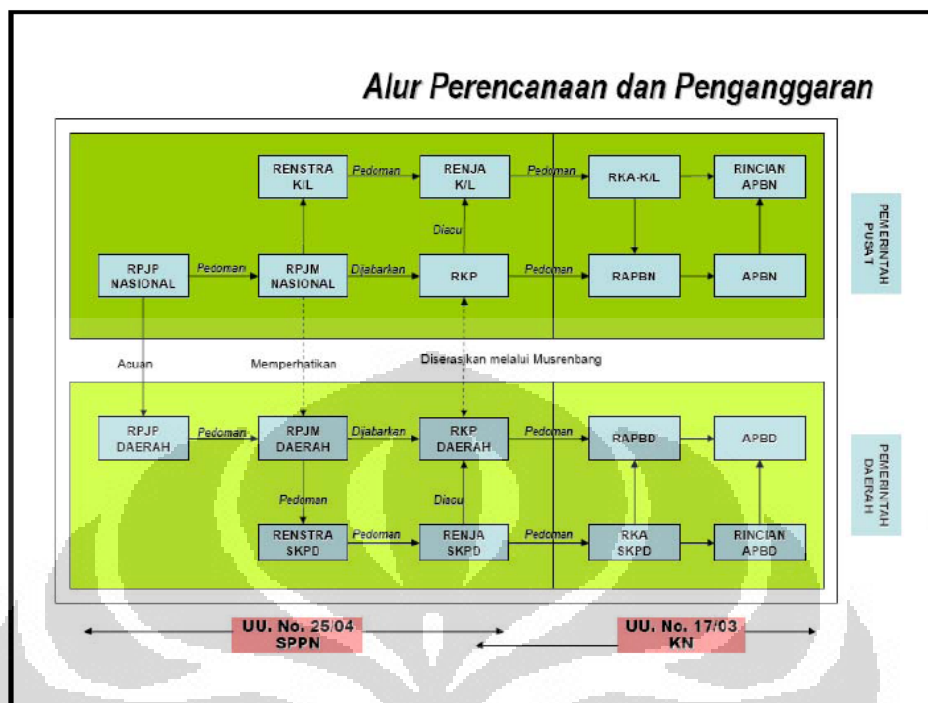 Alur Perencanaan dan Penganggaran
RENSTRA
K/L
Pedoman
RENJA
K/L
Pedoman
RKA-K/L
RINCIAN
APBN
Diacu
RPJP
NASIONAL
Pedoman
RPJM
NASIONAL
Dijabarkan
RKP
Pedoman
RAPBN
APBN
PEMERINTAH
PUSAT
Acuan
Memperhatikan
Diserasikan melalui Musrenbang
RPJP
DAERAH
Pedoman
RPJM
DAERAH
Dijabarkan
RKP
DAERAH
Pedoman
RAPBD
APBD
PEMERINTAH
DAERAH
Pedoman
Diacu
RENSTRA
SKPD
Pedoman
RENJA
SKPD
Pedoman
RKA
SKPD
RINCIAN
APBD
UU. No. 25/04
SPPN
UU. No. 17/03
KN